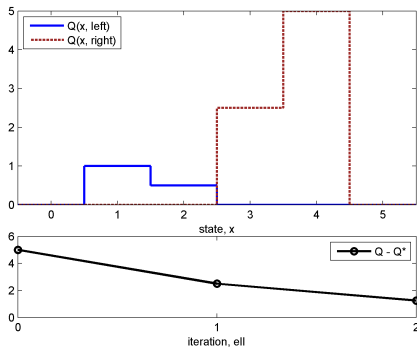 5
Q(x, left)
Q(x, right)
4
3
2
1
0
0 1 2 3 4 5
state, x
6
Q - Q*
4
2
0
0 1 2
iteration, ell